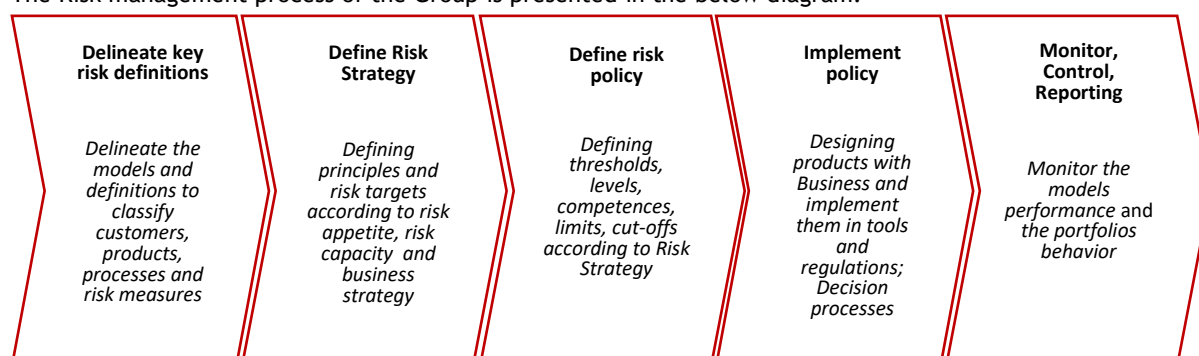 The Risk management process of the Group is presented in the below diagram.
Delineate key
risk definitions
Delineate the
models and
definitions to
classify
customers,
products,
processes and
risk measures
Define Risk
Strategy
Defining
principles and
risk targets
according to risk
appetite, risk
capacity and
business
strategy
Define risk
policy
Defining
thresholds,
levels,
competences,
limits, cut-offs
according to Risk
Strategy
Implement
policy
Designing
products with
Business and
implement
them in tools
and
regulations;
Decision
processes
Monitor,
Control,
Reporting
Monitor the
models
performance and
the portfolios
behavior